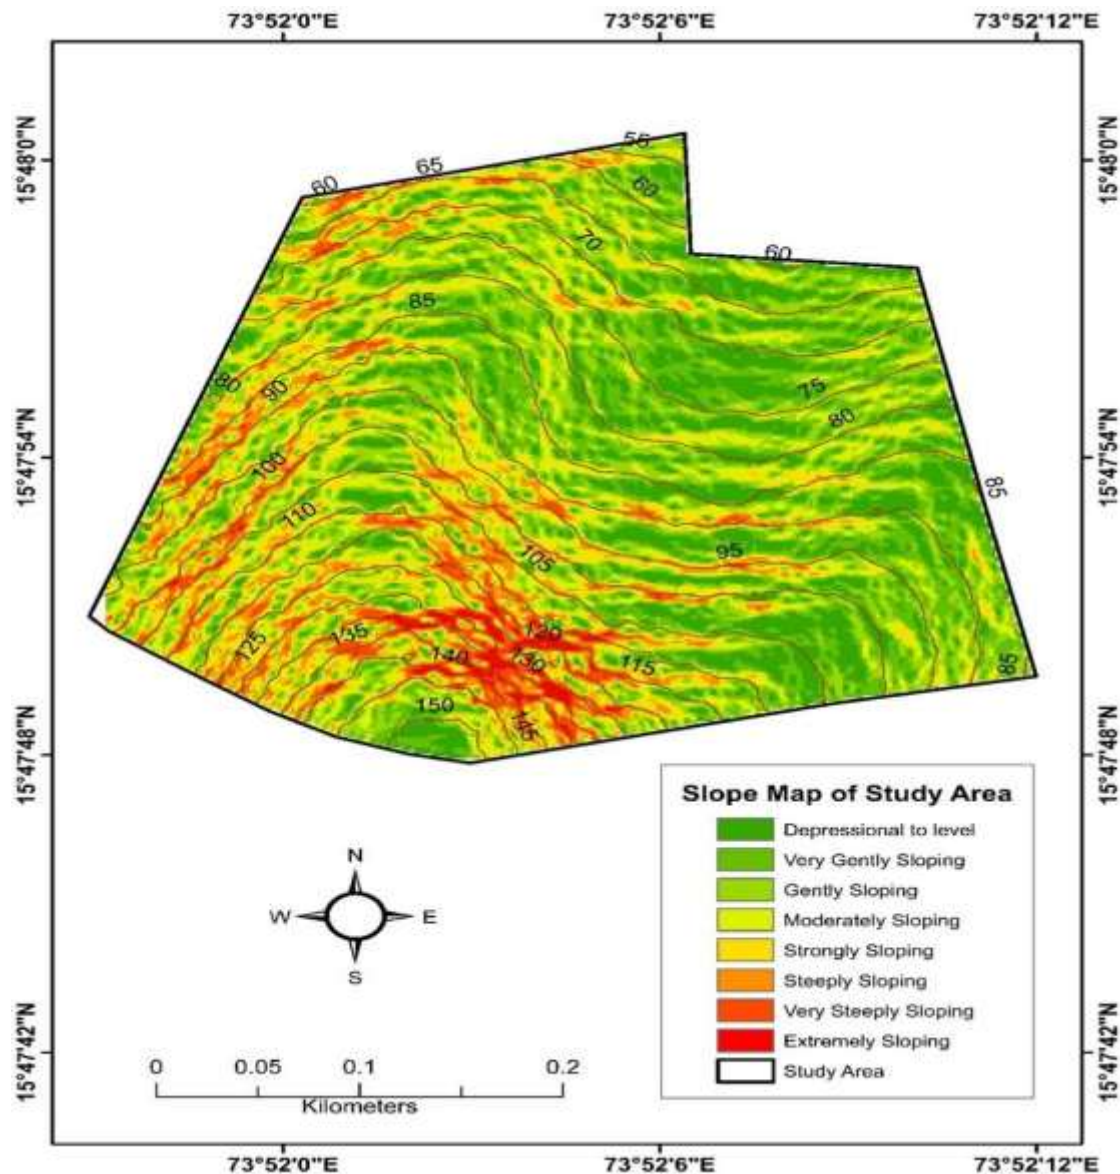 73°52'0"E 73°52'6"E 73°52'12"E
15°48'0"N
15°48'0"N
55
65
60
60
60
70
85
80
90
75
80
15°47'54"N
15°47'54"N
85
100
110
105
95
120
125
135
140
130
115
85
150
145
15°47'48"N
15°47'48"N
Slope Map of Study Area
Depressional to level
Very Gently Sloping
Gently Sloping
Moderately Sloping
Strongly Sloping
Steeply Sloping
Very Steeply Sloping
Extremely Sloping
Study Area
N
W E
S
0 0.05 0.1 0.2
Kilometers
15°47'42"N
15°47'42"N
73°52'0"E 73°52'6"E 73°52'12"E